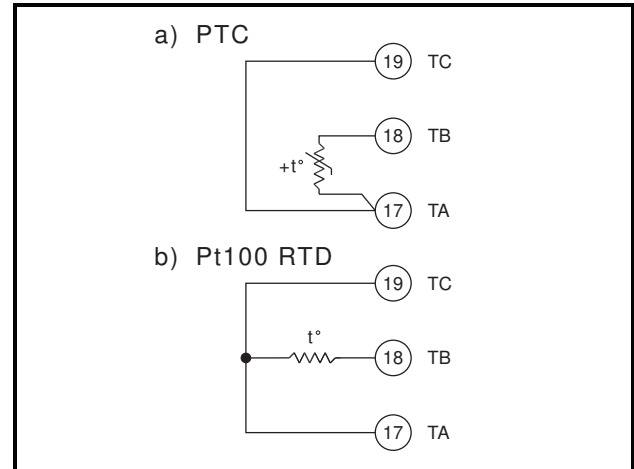 a) PTC
19 TC
18 TB
+t°
17 TA
b) Pt100 RTD
19 TC
t°
18 TB
17 TA